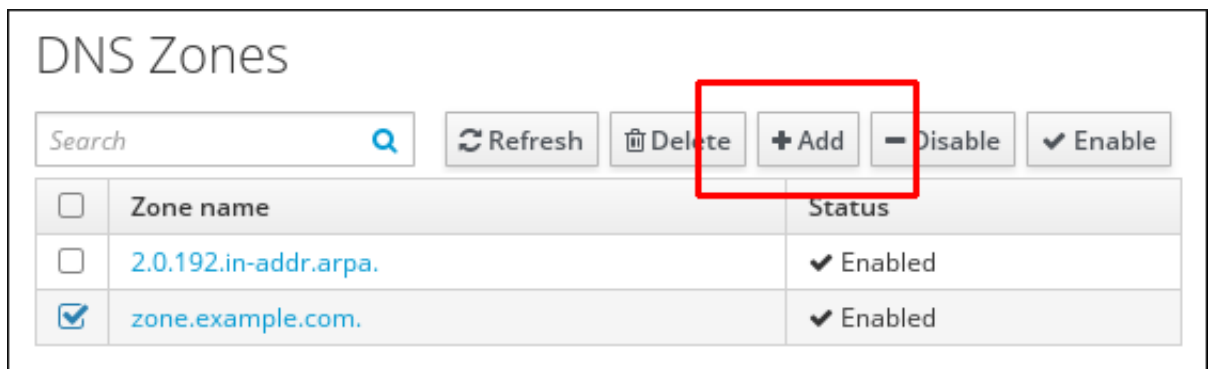 DNS Zones
Search Refresh Delete Add Disable Enable
Zone name Status
2.0.192.in-addr.arpa. Enabled
zone.example.com. Enabled